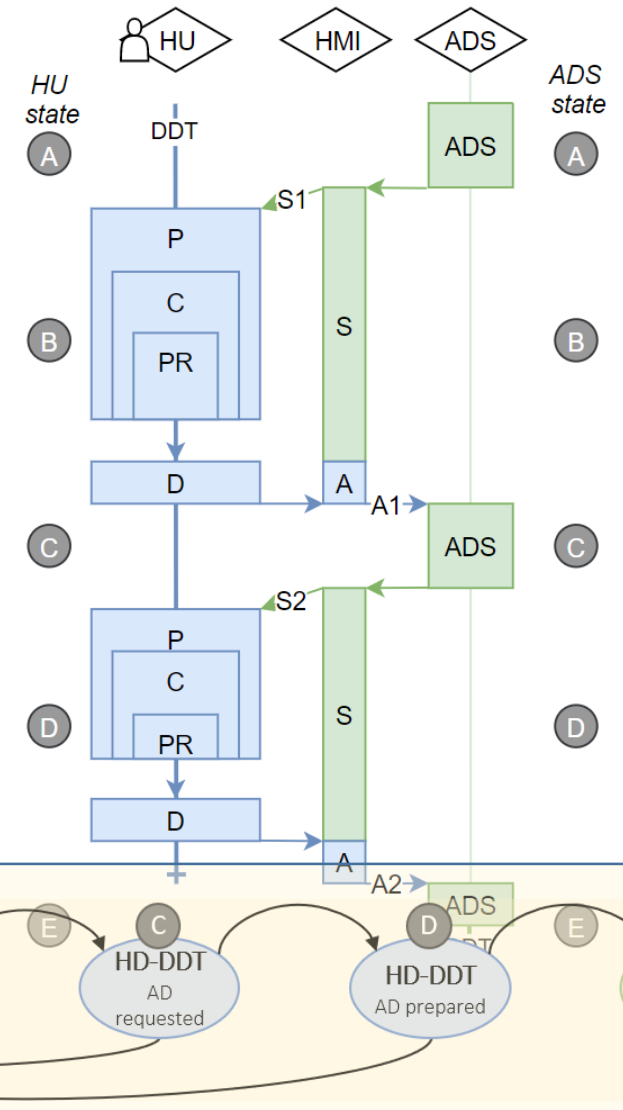 HU
HMI
ADS
HU
state
ADS
state
DDT
A
ADS
A
S1
P
C
S
B
B
PR
D
A
A1
C
ADS
C
S2
P
C
S
D
D
PR
D
A
A2
ADS
E
C
D
E
HD-DDT
HD-DDT
AD
requested
AD prepared